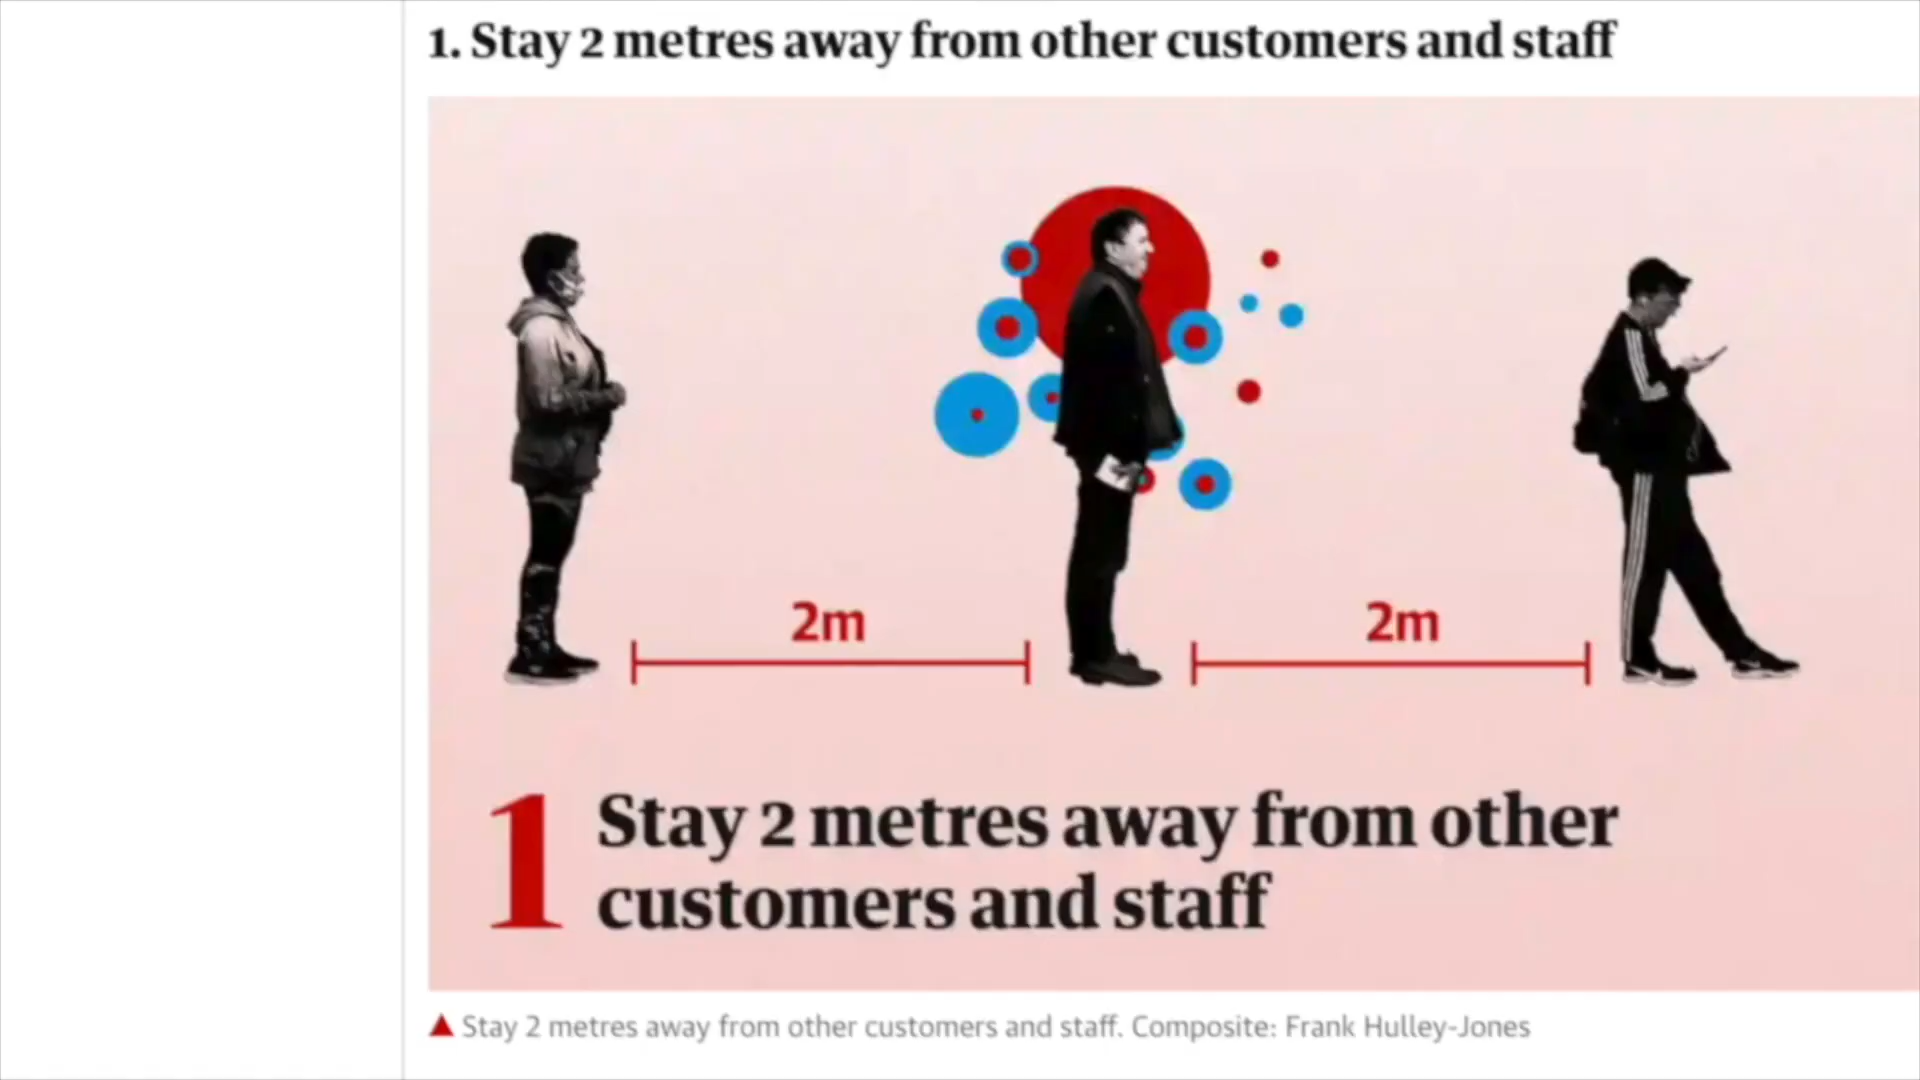 1. Stay 2 metres away from other customers and staff
2m
2m
1
Stay 2 metres away from other
customers and staff
Stay 2 metres away from other customers and staff. Composite: Frank Hulley-Jones